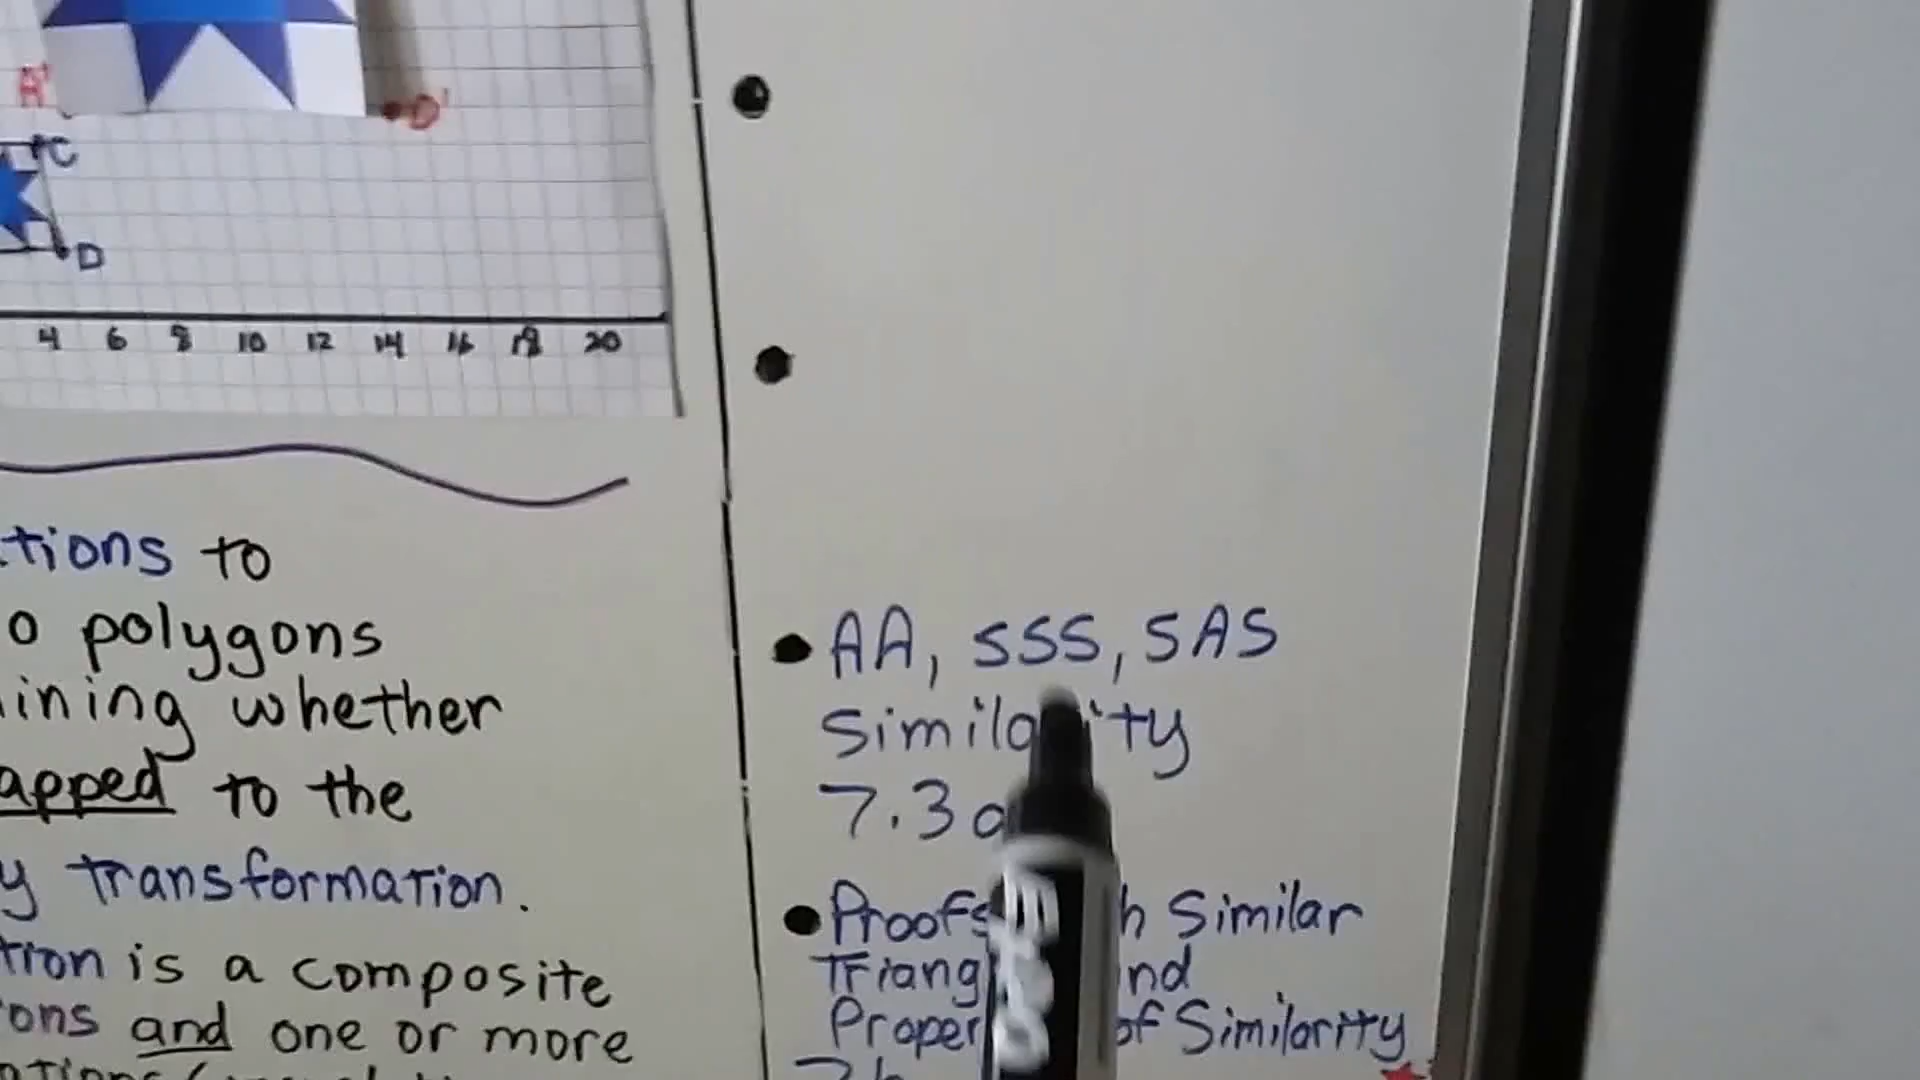 A'
D'
C
D
4 6 8 10 12 14 16 18 20
tions to
o polygons
ining whether
apped to the
y transformation.
tion is a composite
ons and one or more
AA, SSS, SAS
Similarity
7.3
Proofs Similar
Triang nd
Proper of Similarity
EXPO